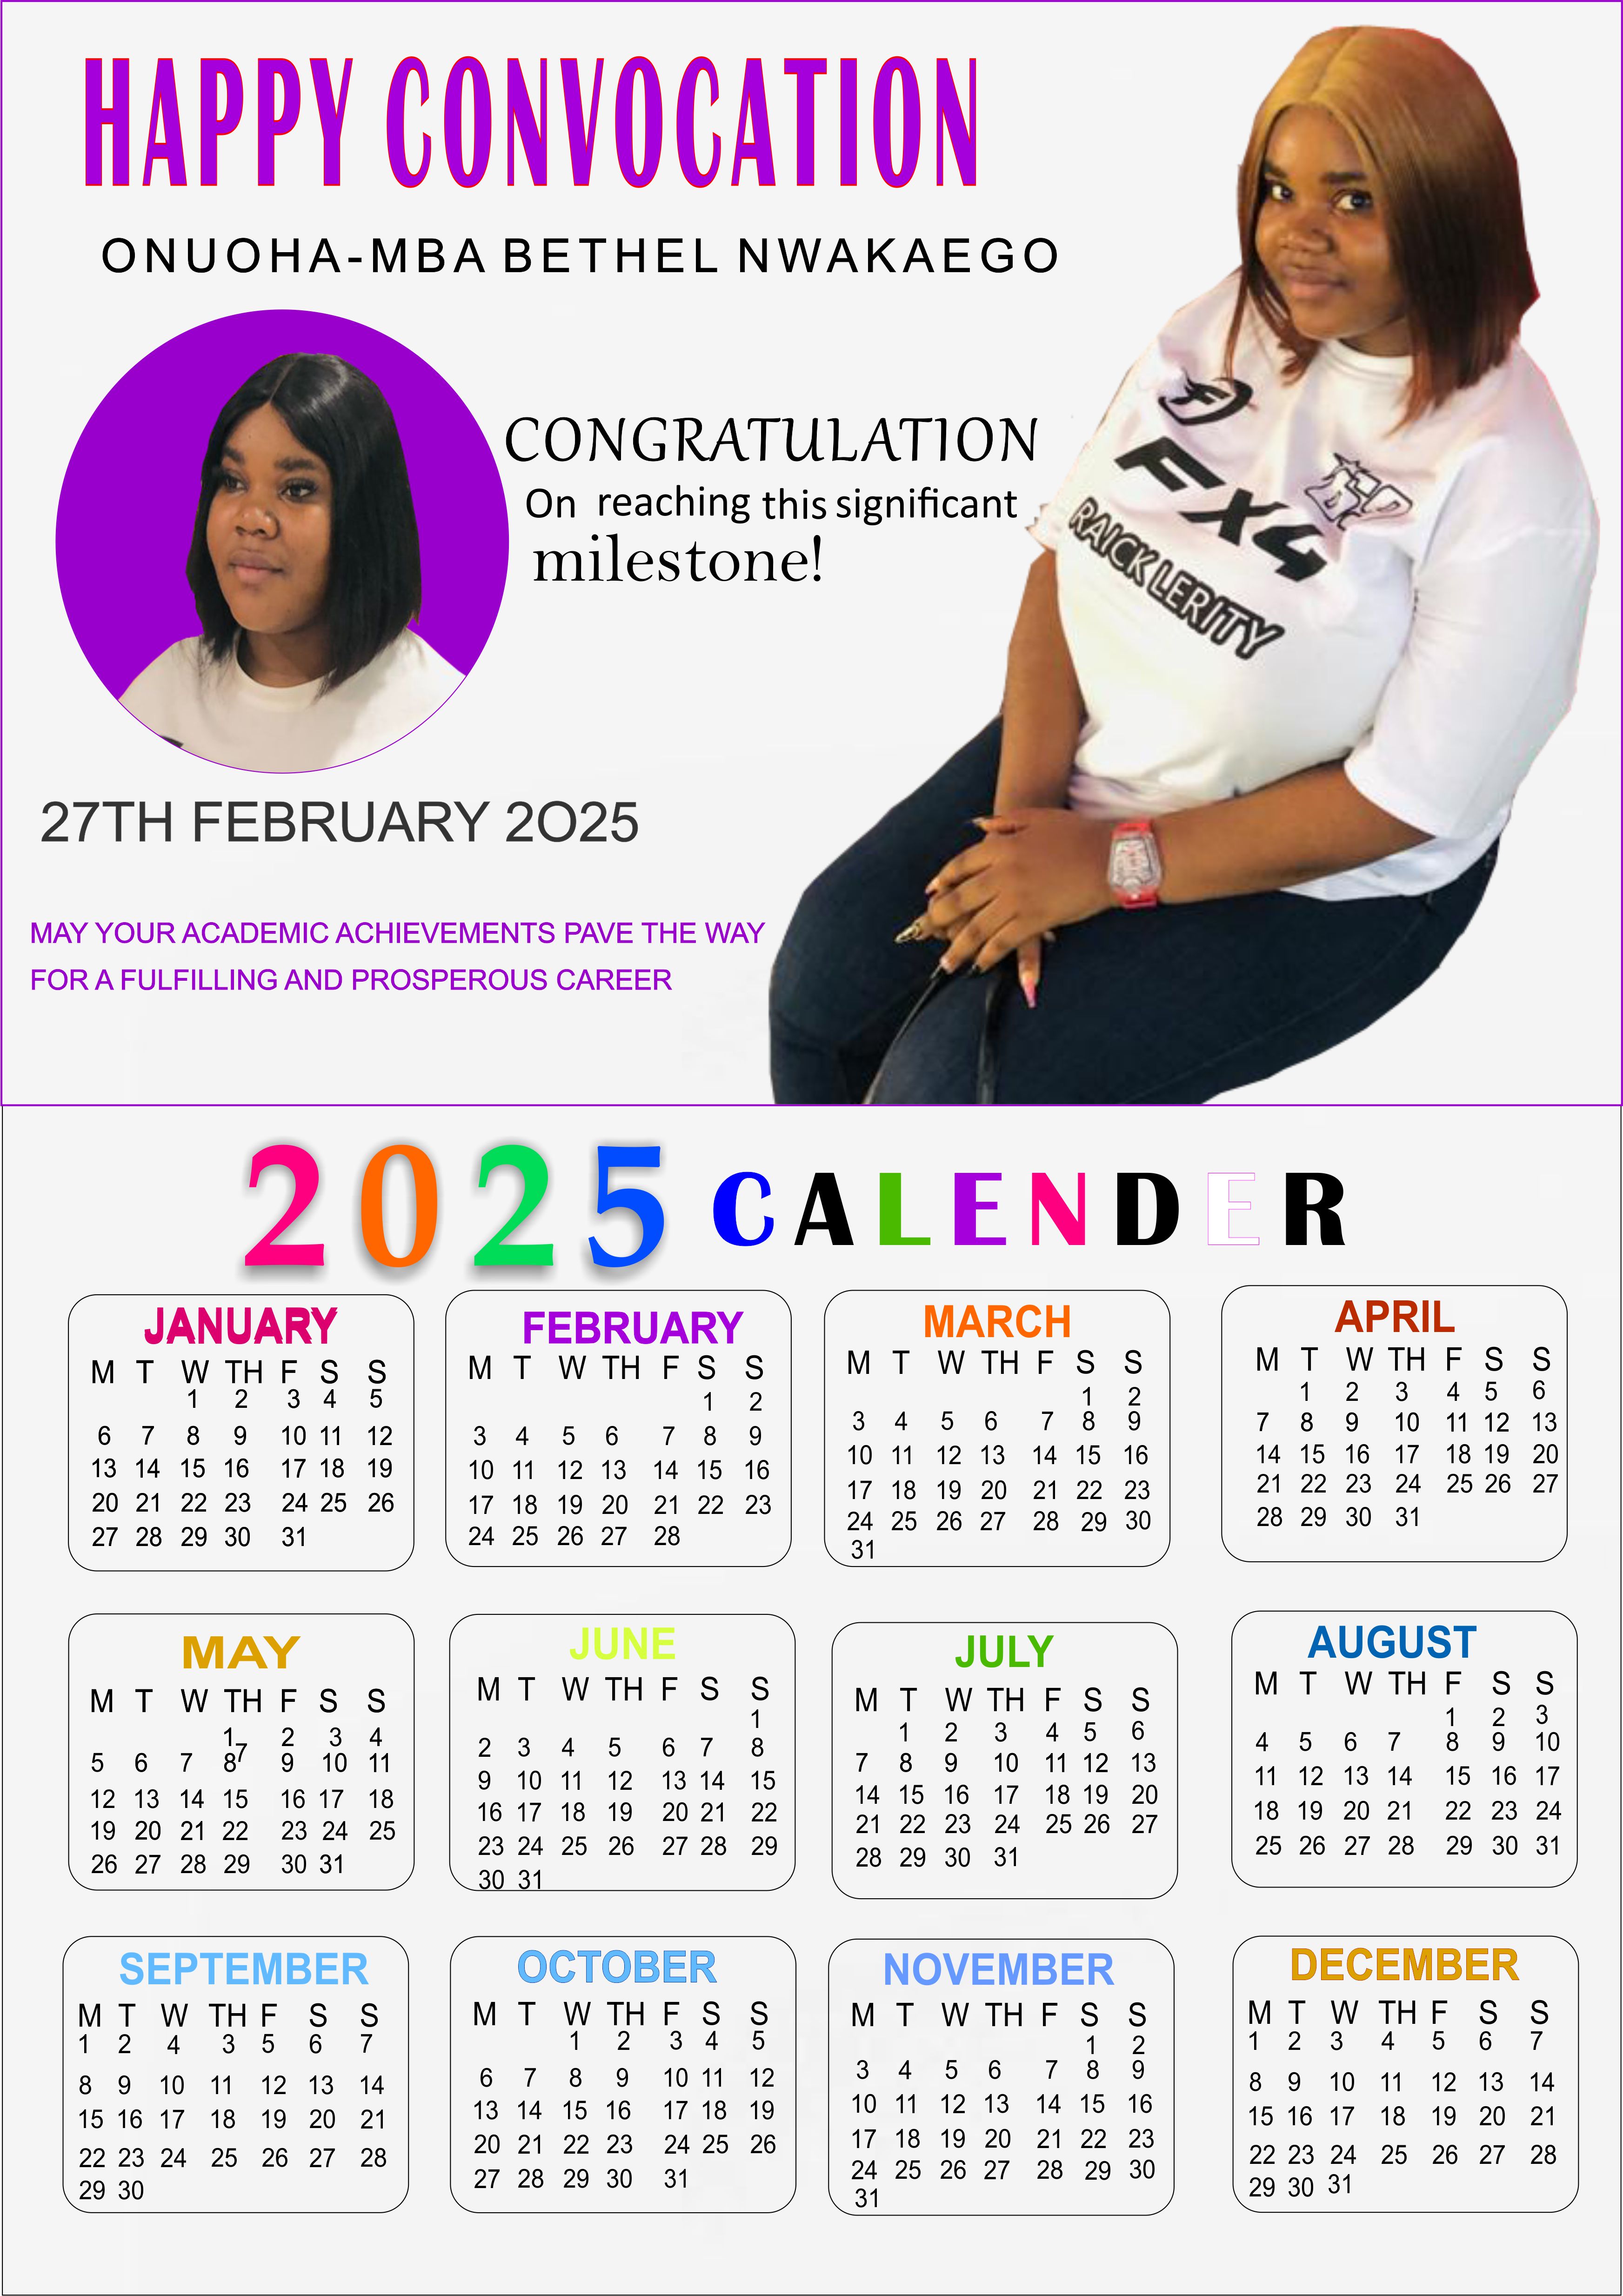 HAPPY CONVOCATION
ONUOHA-MBA BETHEL NWAKAEGO
CONGRATULATION
On reaching this significant
milestone!
FX4
RAICK LERITY
27TH FEBRUARY 2O25
MAY YOUR ACADEMIC ACHIEVEMENTS PAVE THE WAY
FOR A FULFILLING AND PROSPEROUS CAREER
2025 CALENDER
JANUARY
M T W TH F S S
1 2 3 4 5
6 7 8 9 10 11 12
13 14 15 16 17 18 19
20 21 22 23 24 25 26
27 28 29 30 31
FEBRUARY
M T W TH F S S
1 2
3 4 5 6 7 8 9
10 11 12 13 14 15 16
17 18 19 20 21 22 23
24 25 26 27 28
MARCH
M T W TH F S S
1 2
3 4 5 6 7 8 9
10 11 12 13 14 15 16
17 18 19 20 21 22 23
24 25 26 27 28 29 30
31
APRIL
M T W TH F S S
1 2 3 4 5 6
7 8 9 10 11 12 13
14 15 16 17 18 19 20
21 22 23 24 25 26 27
28 29 30 31
MAY
M T W TH F S S
1 2 3 4
5 6 7 8 7 9 10 11
12 13 14 15 16 17 18
19 20 21 22 23 24 25
26 27 28 29 30 31
JUNE
M T W TH F S S
1
2 3 4 5 6 7 8
9 10 11 12 13 14 15
16 17 18 19 20 21 22
23 24 25 26 27 28 29
30 31
JULY
M T W TH F S S
1 2 3 4 5 6
7 8 9 10 11 12 13
14 15 16 17 18 19 20
21 22 23 24 25 26 27
28 29 30 31
AUGUST
M T W TH F S S
1 2 3
4 5 6 7 8 9 10
11 12 13 14 15 16 17
18 19 20 21 22 23 24
25 26 27 28 29 30 31
SEPTEMBER
M T W TH F S S
1 2 4 3 5 6 7
8 9 10 11 12 13 14
15 16 17 18 19 20 21
22 23 24 25 26 27 28
29 30
OCTOBER
M T W TH F S S
1 2 3 4 5
6 7 8 9 10 11 12
13 14 15 16 17 18 19
20 21 22 23 24 25 26
27 28 29 30 31
NOVEMBER
M T W TH F S S
1 2
3 4 5 6 7 8 9
10 11 12 13 14 15 16
17 18 19 20 21 22 23
24 25 26 27 28 29 30
31
DECEMBER
M T W TH F S S
1 2 3 4 5 6 7
8 9 10 11 12 13 14
15 16 17 18 19 20 21
22 23 24 25 26 27 28
29 30 31